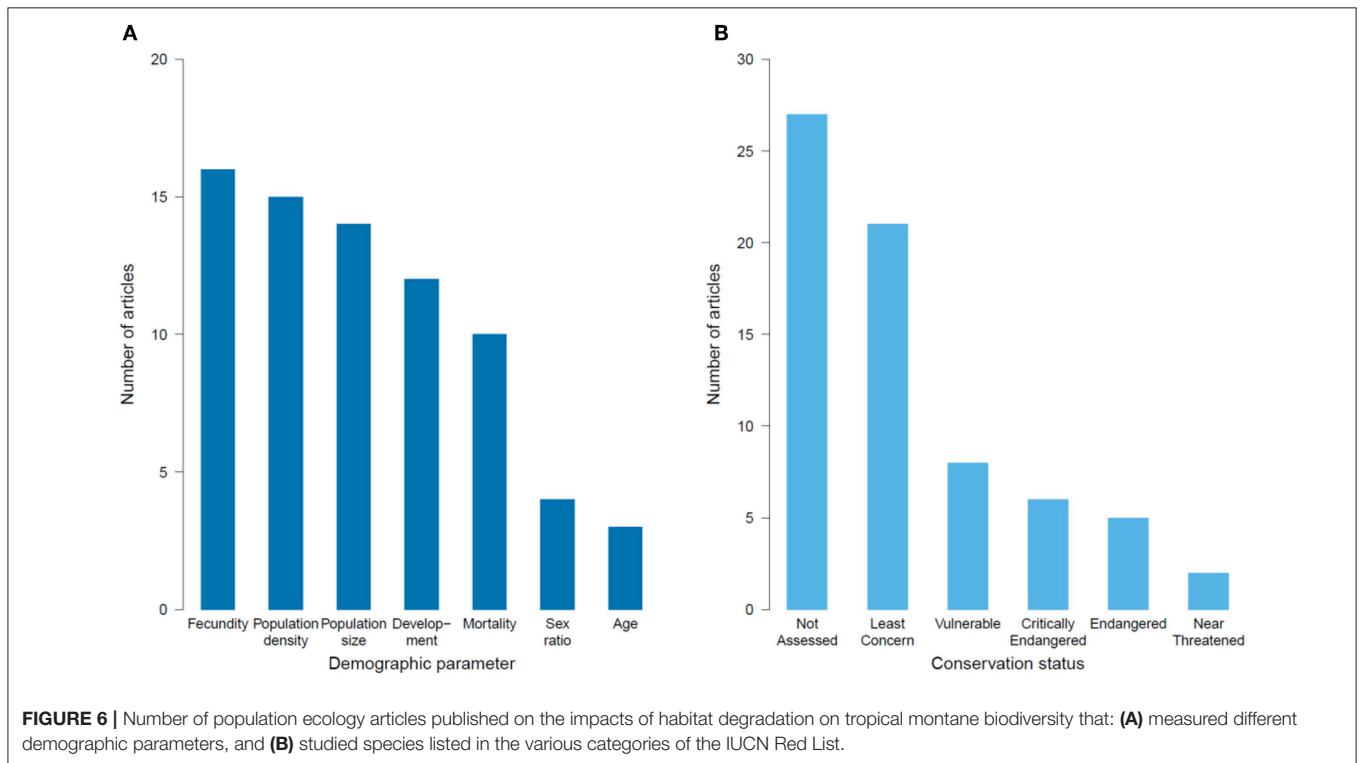 A
20
15
10
5
0
Number of articles
Fecundity Population Population Develop− Mortality Sex Age
density size ment ratio
Demographic parameter
B
30
25
20
15
10
5
0
Number of articles
Not Least Vulnerable Critically Endangered Near
Assessed Concern Endangered Threatened
Conservation status
FIGURE 6 | Number of population ecology articles published on the impacts of habitat degradation on tropical montane biodiversity that: (A) measured different
demographic parameters, and (B) studied species listed in the various categories of the IUCN Red List.